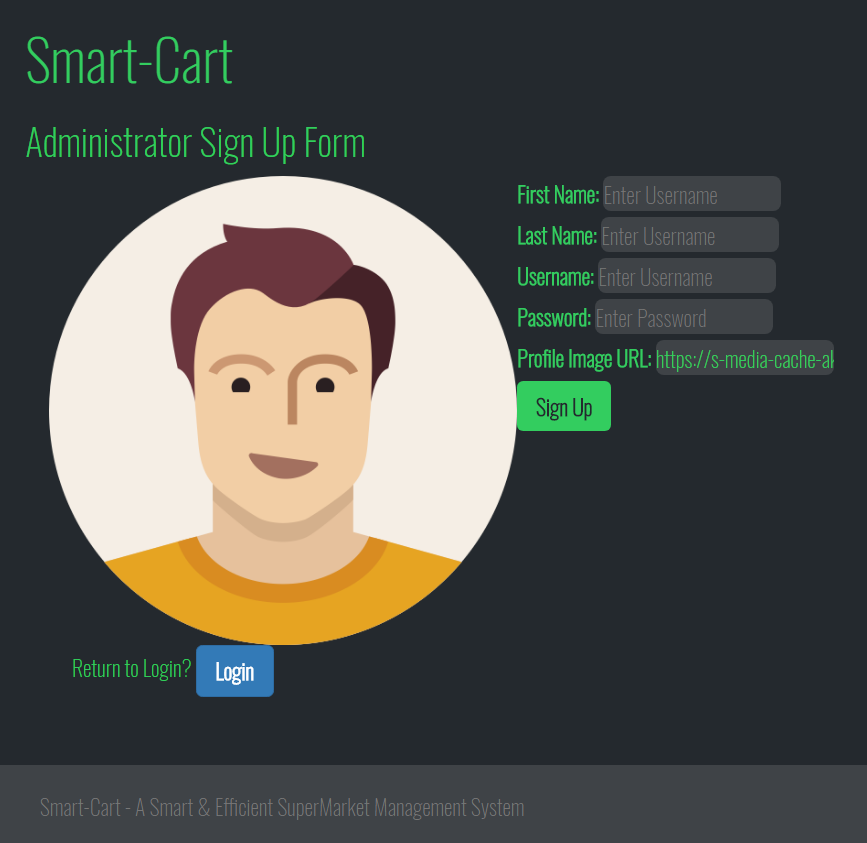 Smart-Cart
Administrator Sign Up Form
First Name: Enter Username
Last Name: Enter Username
Username: Enter Username
Password: Enter Password
Profile Image URL: https://s-media-cache-ak
Sign Up
Return to Login? Login
Smart-Cart - A Smart & Efficient SuperMarket Management System